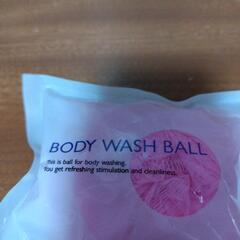 BODY WASH BALL
This is ball for body washing.
You get refreshing stimulation and cleanliness.